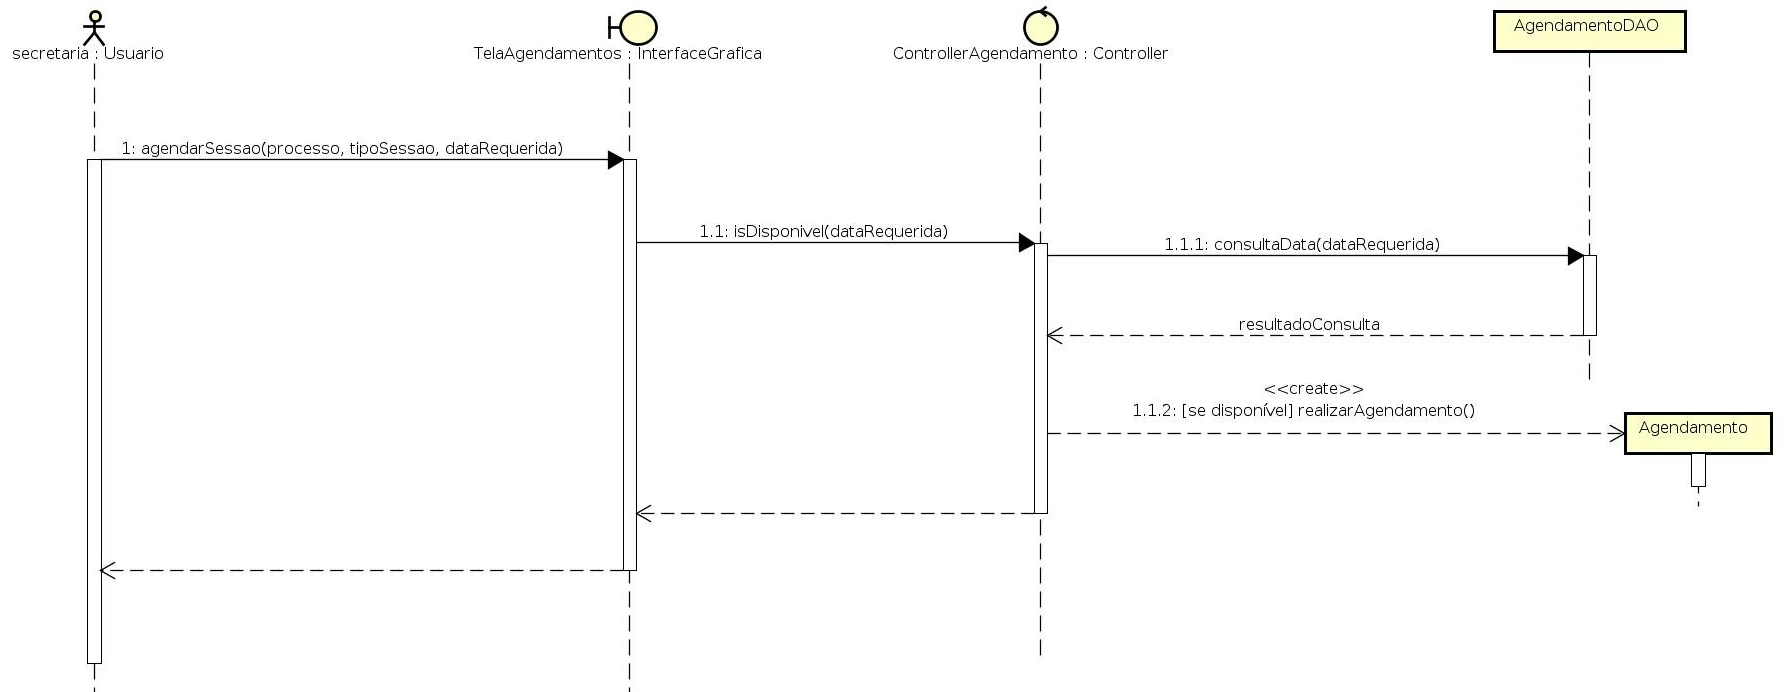 secretaria : Usuario
TelaAgendamentos : InterfaceGrafica
ControllerAgendamento : Controller
AgendamentoDAO
1: agendarSessao(processo, tipoSessao, dataRequerida)
1.1: isDisponivel(dataRequerida)
1.1.1: consultaData(dataRequerida)
resultadoConsulta
<<create>>
1.1.2: [se disponível] realizarAgendamento()
Agendamento